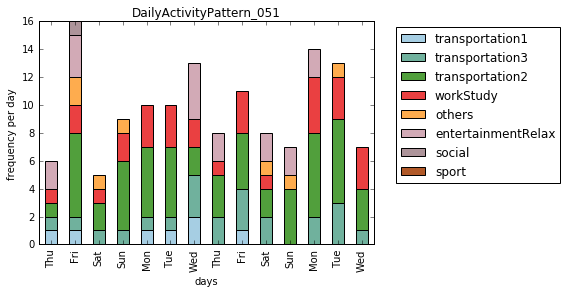 DailyActivityPattern_051
frequency per day
16
14
12
10
8
6
4
2
0
Thu
Fri
Sat
Sun
Mon
Tue
Wed
Thu
Fri
Sat
Sun
Mon
Tue
Wed
days
transportation1
transportation3
transportation2
workStudy
others
entertainmentRelax
social
sport